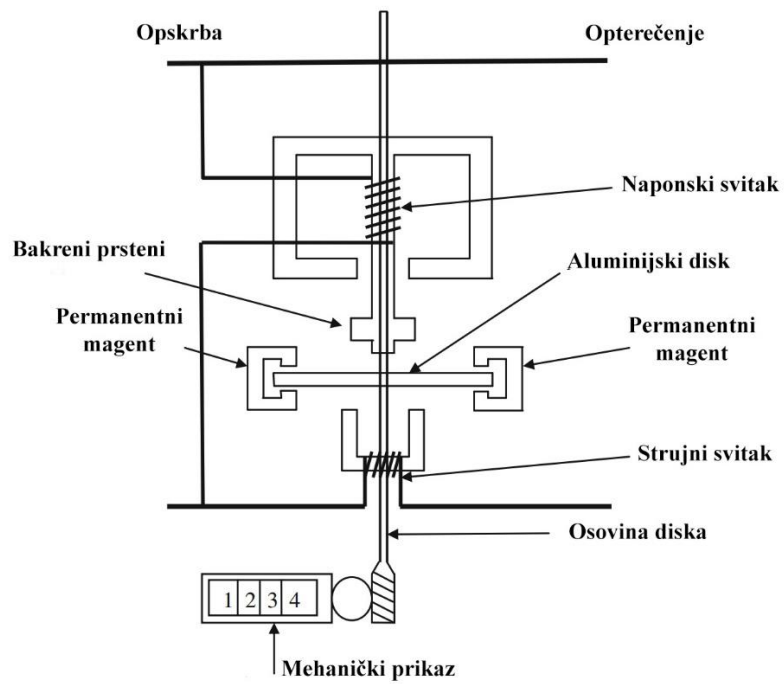 Opskrba
Opterečenje
Naponski svitak
Bakreni prsteni
Aluminijski disk
Permanentni
magent
Permanentni
magent
Strujni svitak
Osovina diska
1 2 3 4
Mehanički prikaz